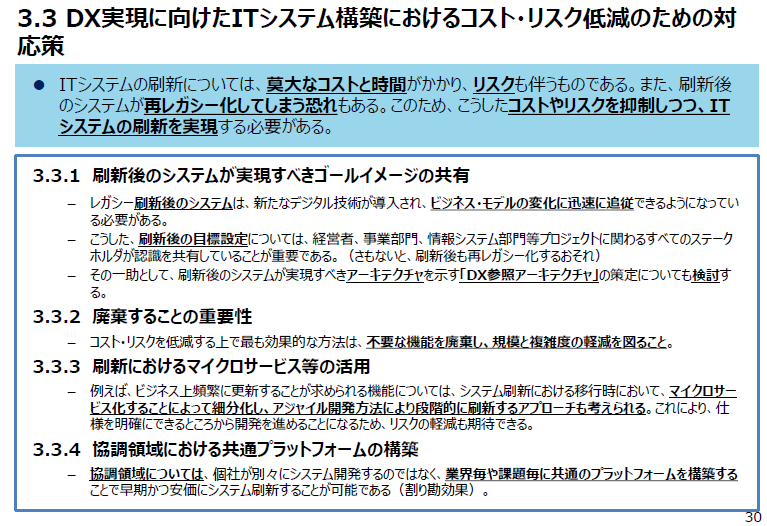 3.3 DX実現に向けたITシステム構築におけるコスト・リスク低減のための対
応策
● ITシステムの刷新については、莫大なコストと時間がかかり、リスクも伴うものである。また、刷新後
のシステムが再レガシー化してしまう恐れもある。このため、こうしたコストやリスクを抑制しつつ、IT
システムの刷新を実現する必要がある。
3.3.1 刷新後のシステムが実現すべきゴールイメージの共有
– レガシー刷新後のシステムは、新たなデジタル技術が導入され、ビジネス・モデルの変化に迅速に追従できるようになってい
る必要がある。
– こうした、刷新後の目標設定については、経営者、事業部門、情報システム部門等プロジェクトに関わるすべてのステーク
ホルダが認識を共有していることが重要である。（さもないと、刷新後も再レガシー化するおそれ）
– その一助として、刷新後のシステムが実現すべきアーキテクチャを示す「DX参照アーキテクチャ」の策定についても検討す
る。
3.3.2 廃棄することの重要性
– コスト・リスクを低減する上で最も効果的な方法は、不要な機能を廃棄し、規模と複雑度の軽減を図ること。
3.3.3 刷新におけるマイクロサービス等の活用
– 例えば、ビジネス上頻繁に更新することが求められる機能については、システム刷新における移行時において、マイクロサー
ビス化することによって細分化し、アジャイル開発方法により段階的に刷新するアプローチも考えられる。これにより、仕
様を明確にできるところから開発を進めることになるため、リスクの軽減も期待できる。
3.3.4 協調領域における共通プラットフォームの構築
– 協調領域については、個社が別々にシステム開発するのではなく、業界毎や課題毎に共通のプラットフォームを構築する
ことで早期かつ安価にシステム刷新することが可能である（割り勘効果）。
30